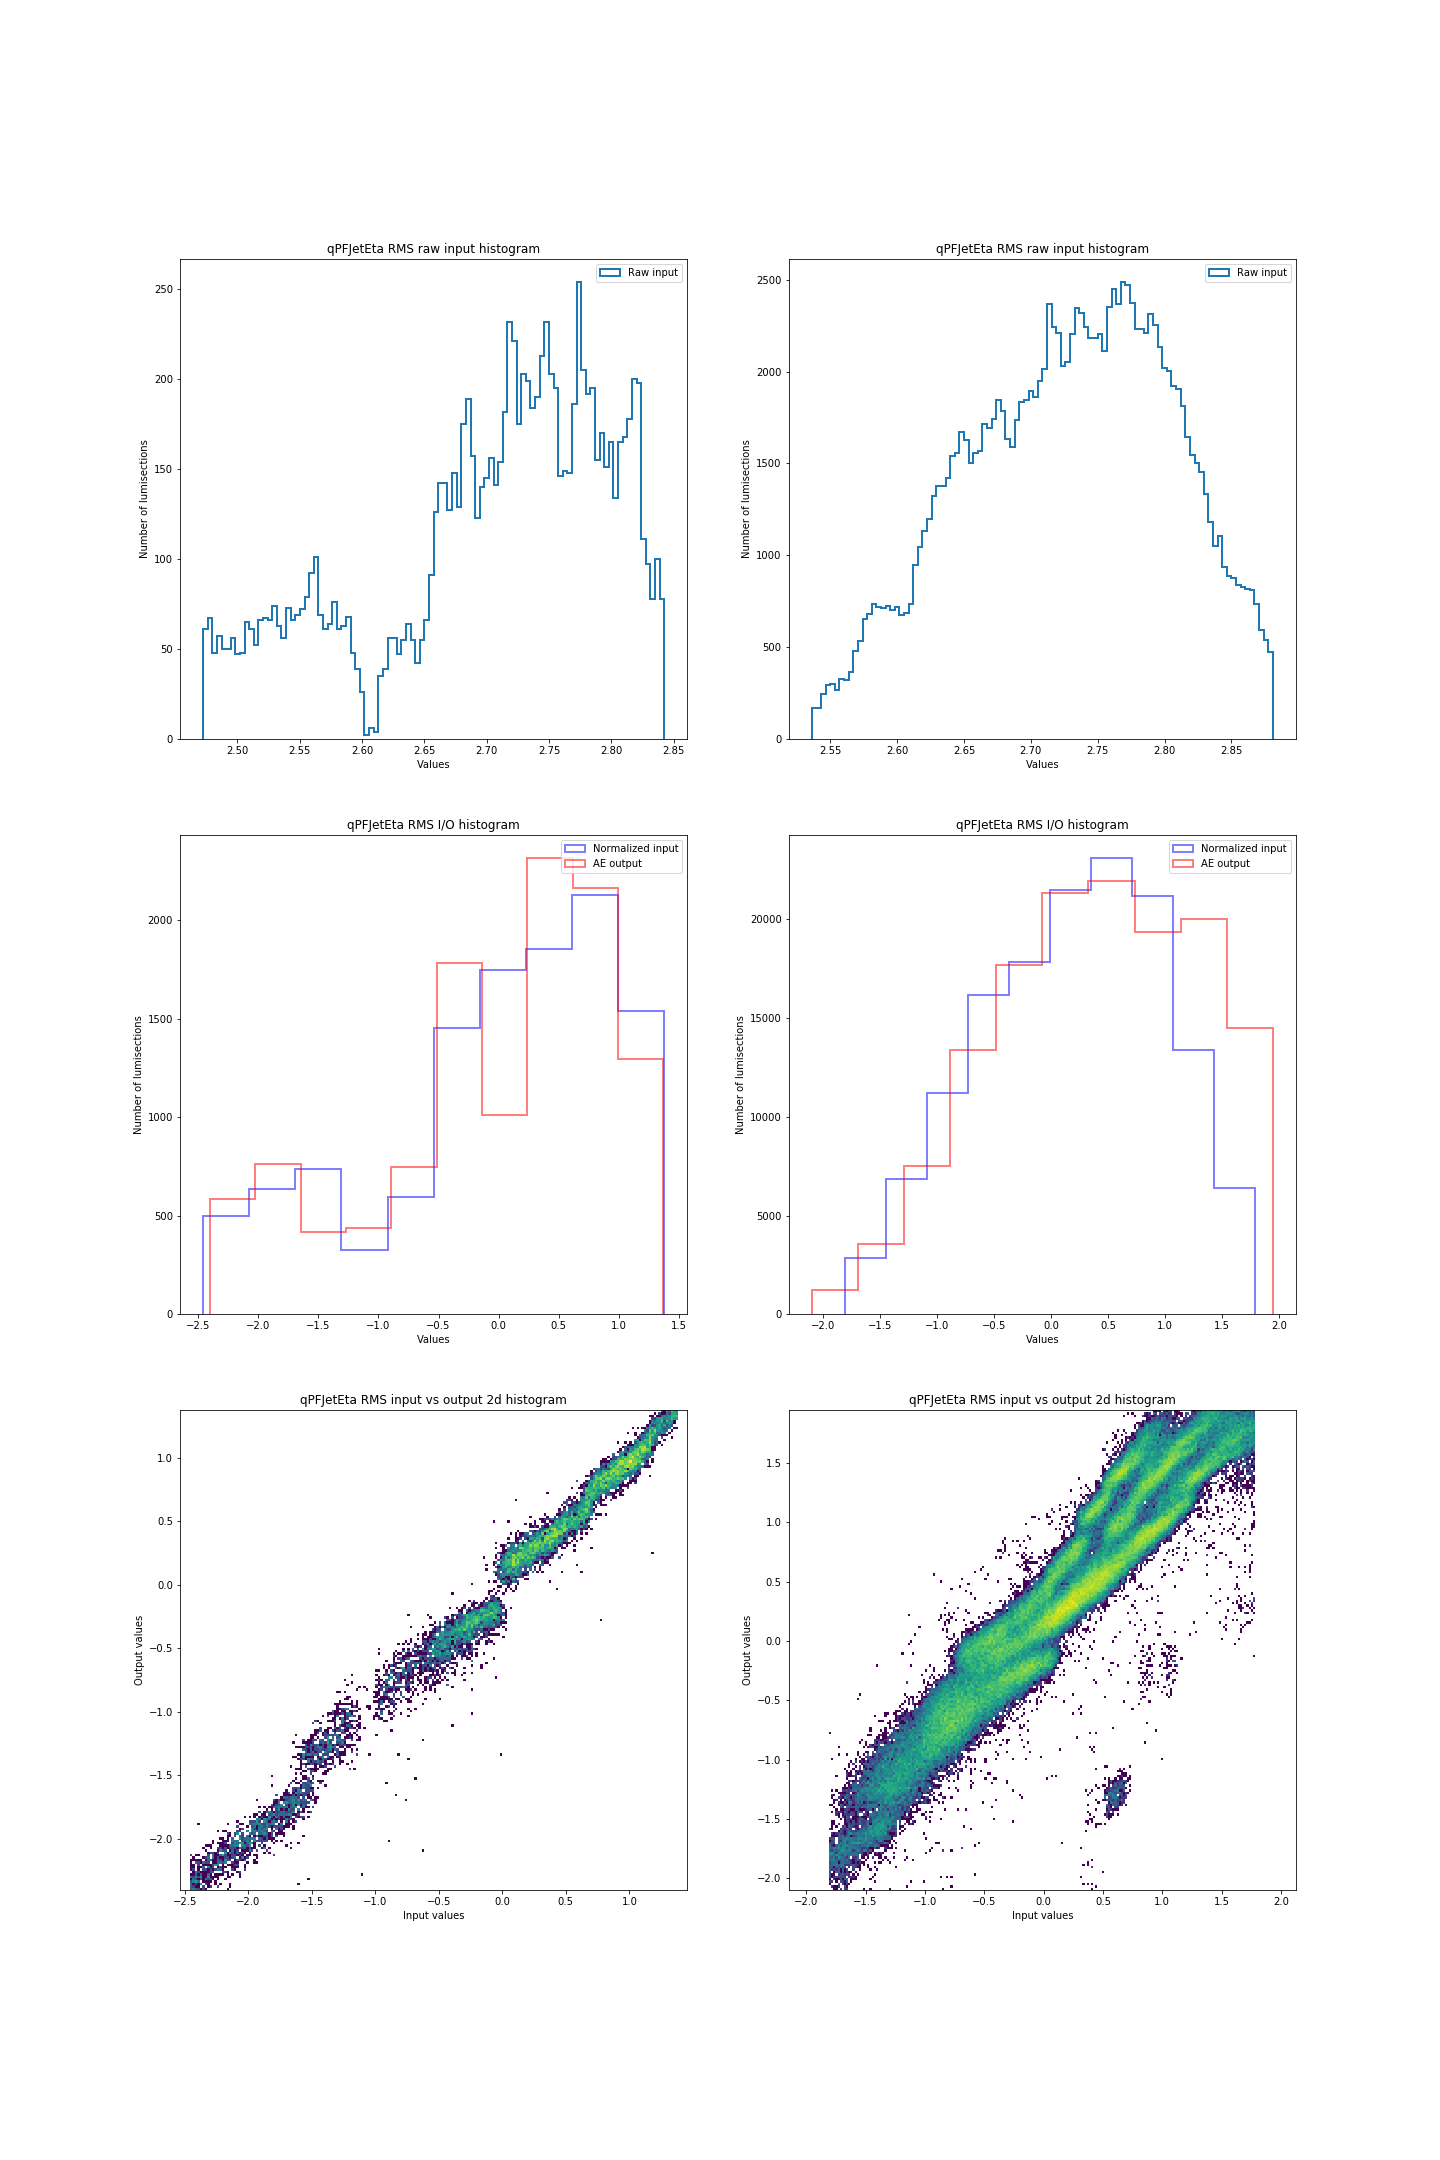 qPFJetEta RMS raw input histogram
Raw input
250
200
150
100
50
0
Number of lumisections
2.50 2.55 2.60 2.65 2.70 2.75 2.80 2.85
Values
qPFJetEta RMS raw input histogram
Raw input
2500
2000
1500
1000
500
0
Number of lumisections
2.55 2.60 2.65 2.70 2.75 2.80 2.85
Values
qPFJetEta RMS I/O histogram
Normalized input
AE output
2000
1500
1000
500
0
Number of lumisections
−2.5 −2.0 −1.5 −1.0 −0.5 0.0 0.5 1.0 1.5
Values
qPFJetEta RMS I/O histogram
Normalized input
AE output
20000
15000
10000
5000
0
Number of lumisections
−2.0 −1.5 −1.0 −0.5 0.0 0.5 1.0 1.5 2.0
Values
qPFJetEta RMS input vs output 2d histogram
1.0
0.5
0.0
−0.5
−1.0
−1.5
−2.0
Output values
−2.5 −2.0 −1.5 −1.0 −0.5 0.0 0.5 1.0
Input values
qPFJetEta RMS input vs output 2d histogram
1.5
1.0
0.5
0.0
−0.5
−1.0
−1.5
−2.0
Output values
−2.0 −1.5 −1.0 −0.5 0.0 0.5 1.0 1.5 2.0
Input values